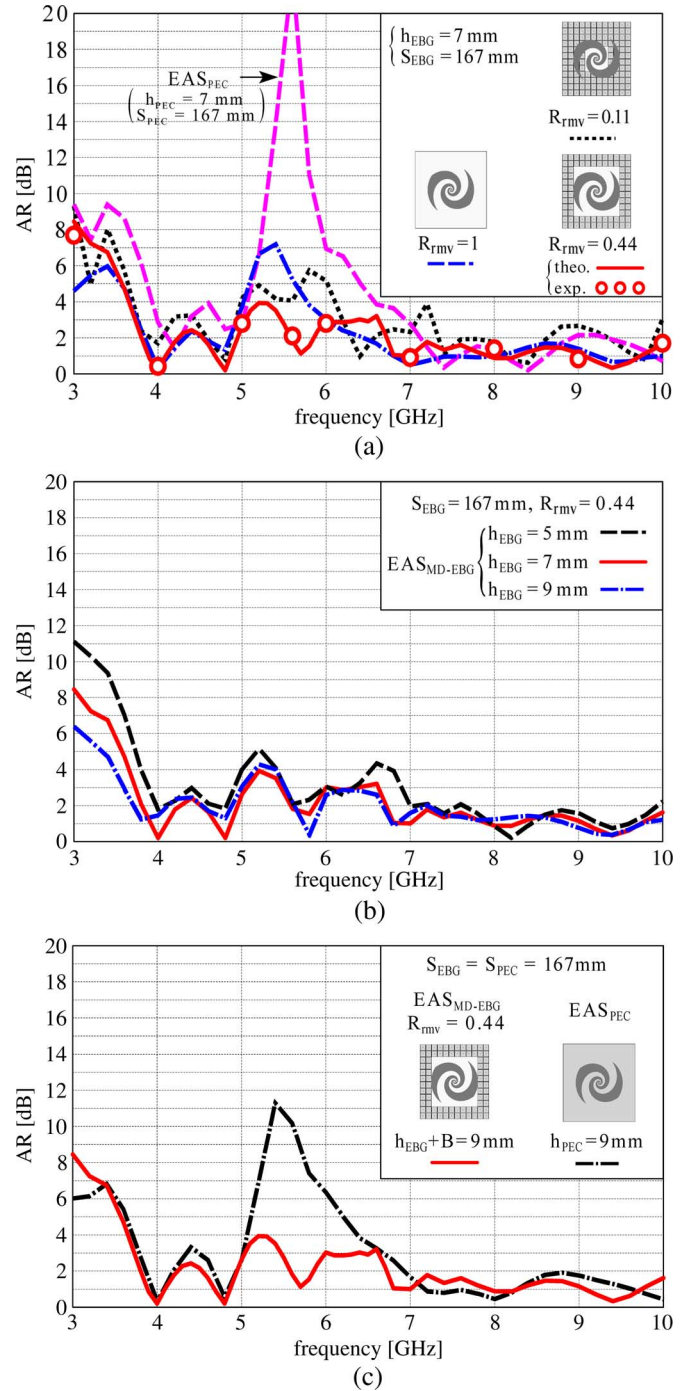 20
18
16
14
12
10
8
6
4
2
0
AR [dB]
EAS_PEC
( h_PEC = 7 mm
S_PEC = 167 mm )
{ h_EBG = 7 mm
S_EBG = 167 mm
R_rmv = 0.11
R_rmv = 1
R_rmv = 0.44
{ theo.
exp.
3 4 5 6 7 8 9 10
frequency [GHz]
(a)
20
18
16
14
12
10
8
6
4
2
0
AR [dB]
S_EBG = 167 mm, R_rmv = 0.44
h_EBG = 5 mm
EAS_MD-EBG { h_EBG = 7 mm
h_EBG = 9 mm
3 4 5 6 7 8 9 10
frequency [GHz]
(b)
20
18
16
14
12
10
8
6
4
2
0
AR [dB]
S_EBG = S_PEC = 167mm
EAS_MD-EBG EAS_PEC
R_rmv = 0.44
h_EBG+B=9mm h_PEC=9mm
3 4 5 6 7 8 9 10
frequency [GHz]
(c)